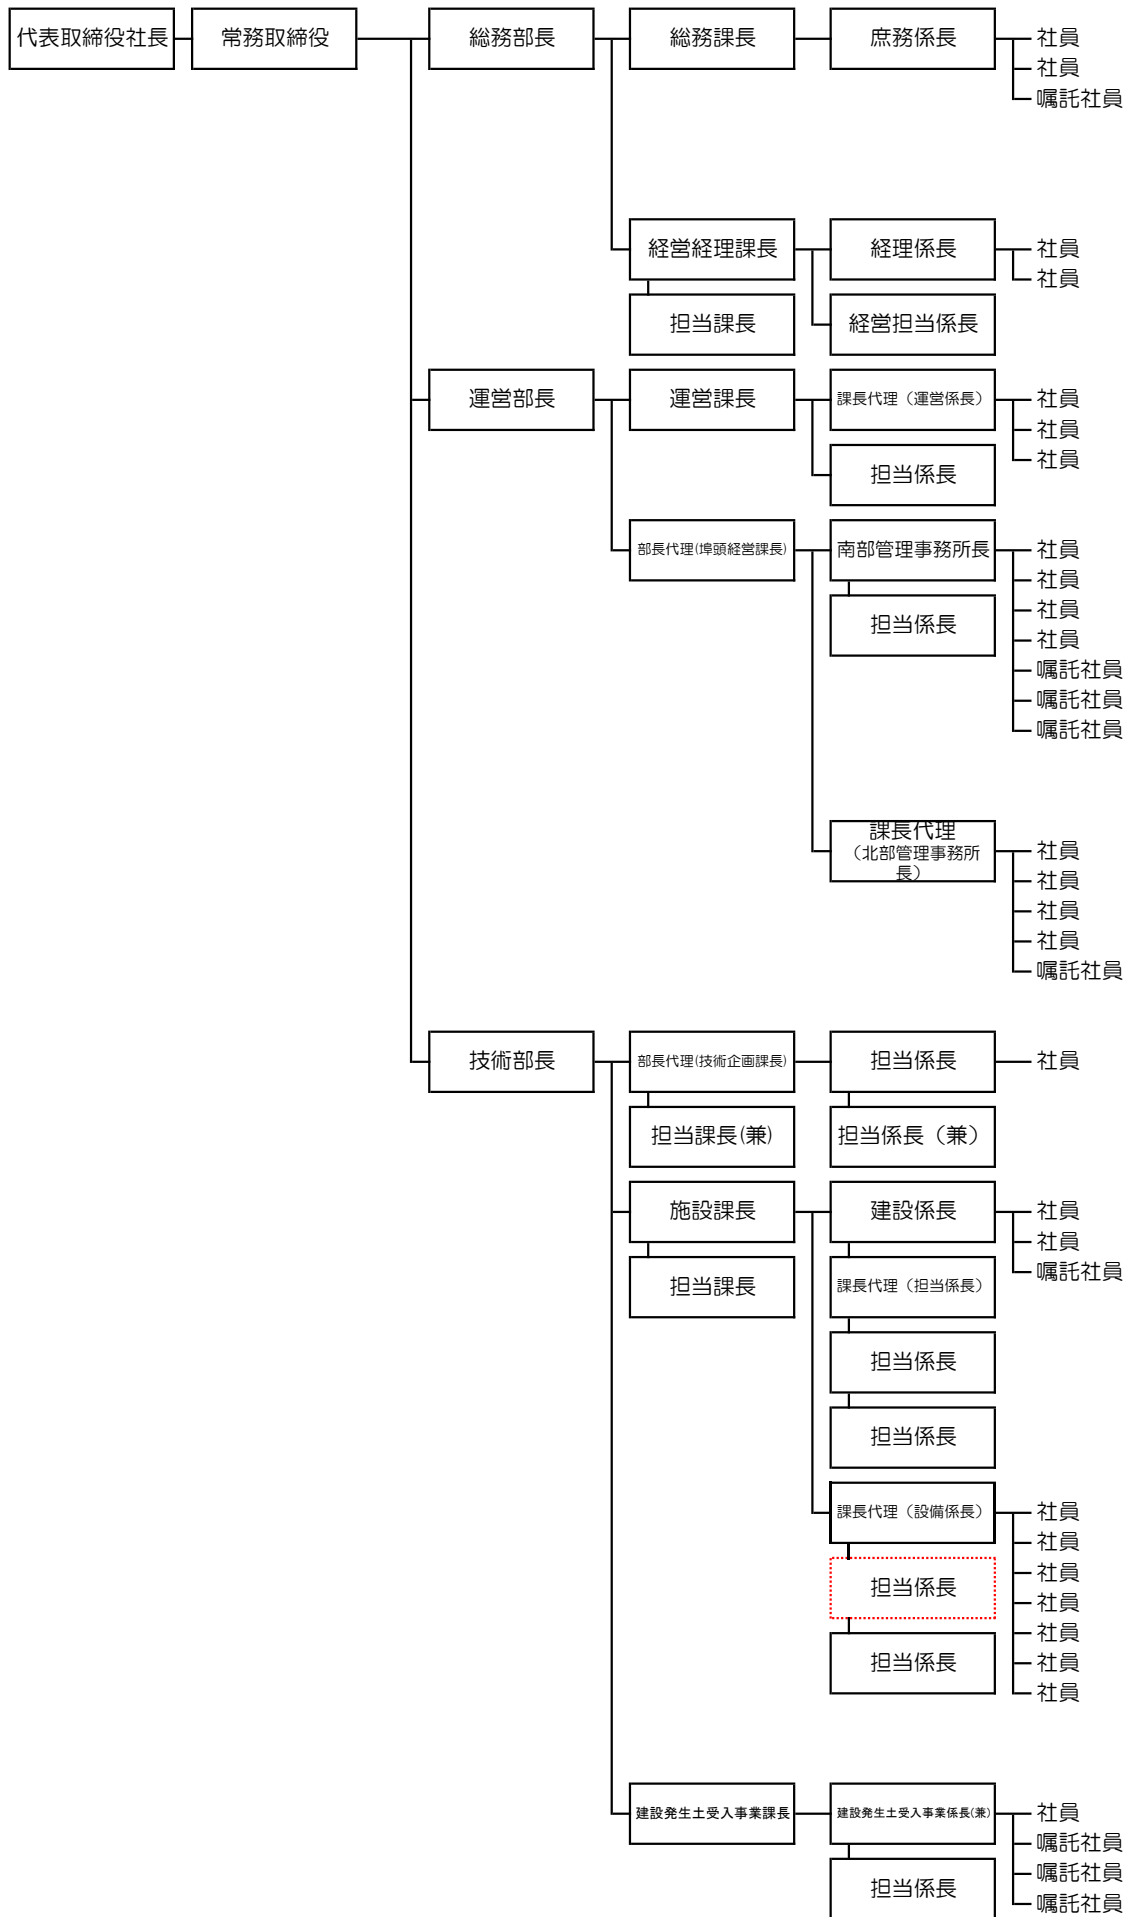 代表取締役社長
常務取締役
総務部長
総務課長
庶務係長
社員
社員
嘱託社員
経営経理課長
経理係長
社員
社員
担当課長
経営担当係長
運営部長
運営課長
課長代理（運営係長）
社員
社員
社員
担当係長
部長代理(埠頭経営課長)
南部管理事務所長
社員
社員
担当係長
社員
社員
嘱託社員
嘱託社員
嘱託社員
課長代理
（北部管理事務所
長）
社員
社員
社員
社員
嘱託社員
技術部長
部長代理(技術企画課長)
担当係長
社員
担当課長(兼)
担当係長（兼）
施設課長
建設係長
社員
社員
嘱託社員
担当課長
課長代理（担当係長）
担当係長
担当係長
課長代理（設備係長）
社員
社員
社員
担当係長
社員
社員
担当係長
社員
社員
建設発生土受入事業課長
建設発生土受入事業係長(兼)
社員
嘱託社員
嘱託社員
担当係長
嘱託社員